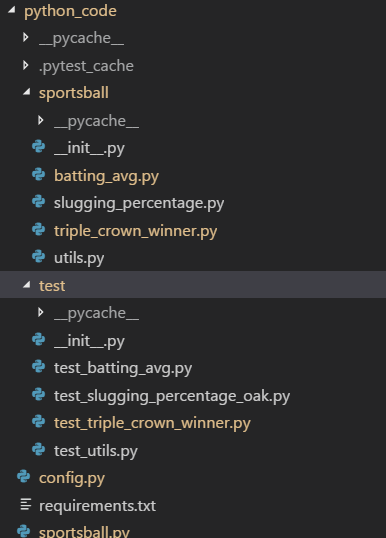 python_code
__pycache__
.pytest_cache
sportsball
__pycache__
__init__.py
batting_avg.py
slugging_percentage.py
triple_crown_winner.py
utils.py
test
__pycache__
__init__.py
test_batting_avg.py
test_slugging_percentage_oak.py
test_triple_crown_winner.py
test_utils.py
config.py
requirements.txt
sportsball.py